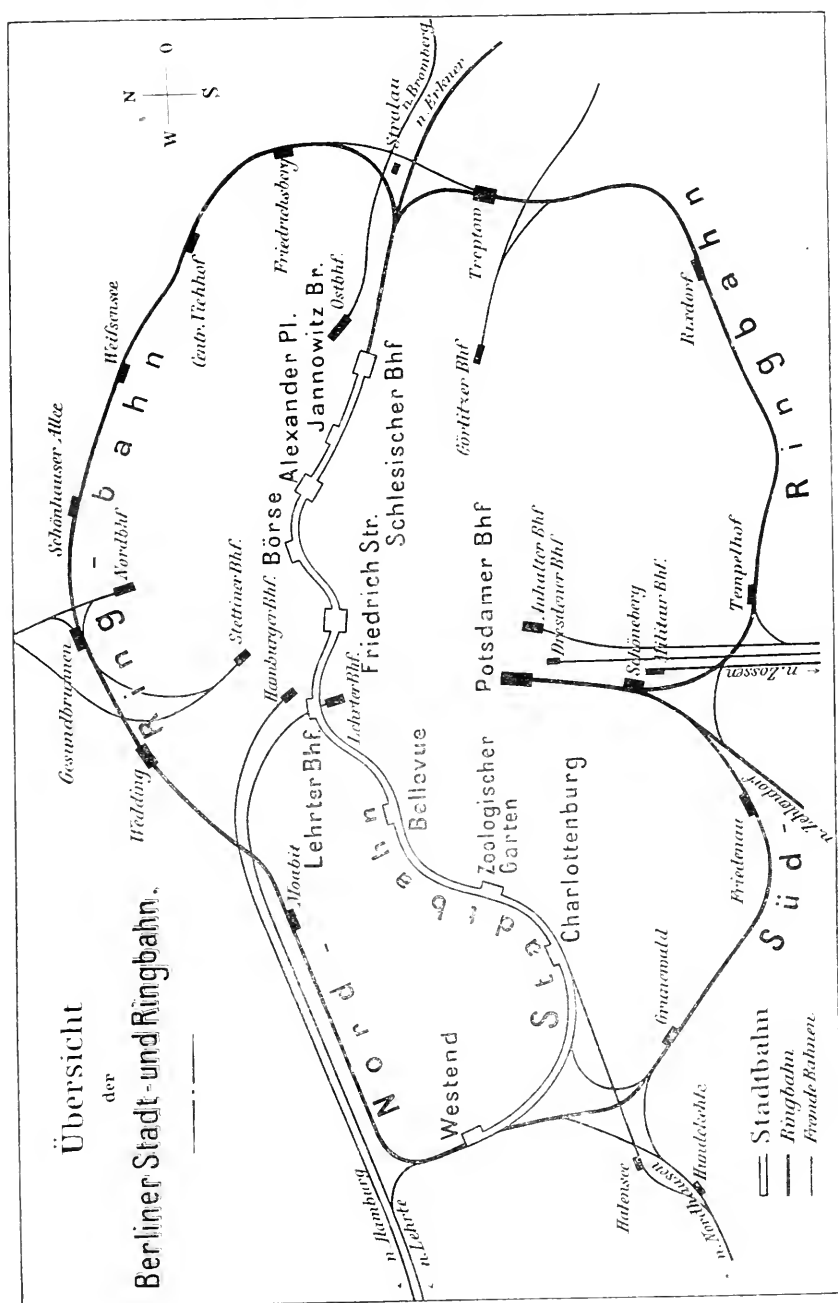 Übersicht
der
Berliner Stadt- und Ringbahn.
N
W
O
S
n. Hamburg
n. Lehrte
Nord-
Ring-
bahn
Moabit
Wedding
Gesundbrunnen
Nordbhf
Schönhauser Allee
Weißensee
Centr. Viehhof
Friedrichsberg
Stettiner Bhf.
Hamburger Bhf.
Lehrter Bhf.
Lehrter Bhf.
Westend
Stadtbahn
Charlottenburg
Zoologischer
Garten
Bellevue
Friedrich Str.
Börse
Alexander Pl.
Jannowitz Br.
Schlesischer Bhf
Ostbhf.
Stralau
n. Bromberg
n. Erkner
Treptow
Görlitzer Bhf
Rixdorf
Potsdamer Bhf
Anhalter Bhf
Dresdener Bhf
Schöneberg
Militair Bhf.
Tempelhof
n. Zossen
n. Zehlendorf
Friedenau
Grunewald
Halensee
Hundekehle
n. Nordhausen
Süd-
Ringbahn
Stadtbahn
Ringbahn
Fremde Bahnen.